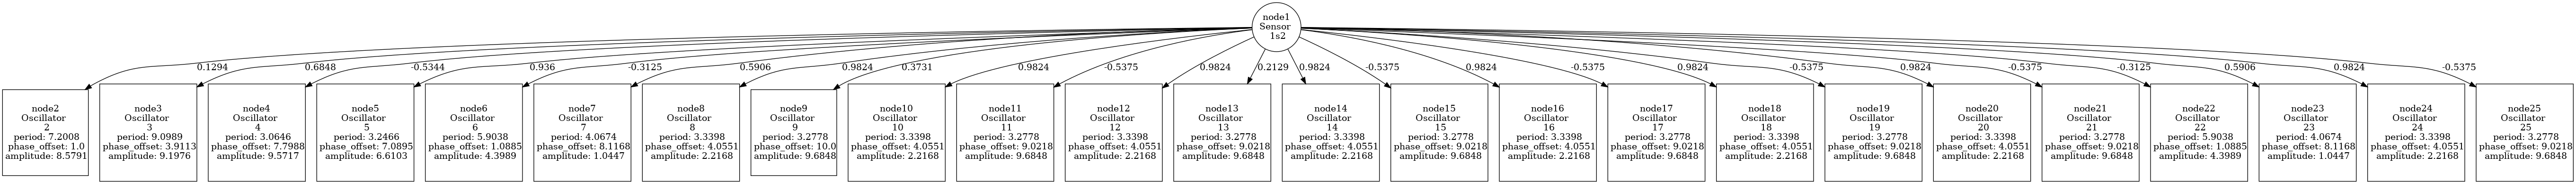 node1
Sensor
1s2
0.1294
0.6848
-0.5344
0.936
-0.3125
0.5906
0.9824
0.3731
0.9824
-0.5375
0.9824
0.2129
0.9824
-0.5375
0.9824
-0.5375
0.9824
-0.5375
0.9824
-0.5375
-0.3125
0.5906
0.9824
-0.5375
node2
Oscillator
2
period: 7.2008
phase_offset: 1.0
amplitude: 8.5791
node3
Oscillator
3
period: 9.0989
phase_offset: 3.9113
amplitude: 9.1976
node4
Oscillator
4
period: 3.0646
phase_offset: 7.7988
amplitude: 9.5717
node5
Oscillator
5
period: 3.2466
phase_offset: 7.0895
amplitude: 6.6103
node6
Oscillator
6
period: 5.9038
phase_offset: 1.0885
amplitude: 4.3989
node7
Oscillator
7
period: 4.0674
phase_offset: 8.1168
amplitude: 1.0447
node8
Oscillator
8
period: 3.3398
phase_offset: 4.0551
amplitude: 2.2168
node9
Oscillator
9
period: 3.2778
phase_offset: 10.0
amplitude: 9.6848
node10
Oscillator
10
period: 3.3398
phase_offset: 4.0551
amplitude: 2.2168
node11
Oscillator
11
period: 3.2778
phase_offset: 9.0218
amplitude: 9.6848
node12
Oscillator
12
period: 3.3398
phase_offset: 4.0551
amplitude: 2.2168
node13
Oscillator
13
period: 3.2778
phase_offset: 9.0218
amplitude: 9.6848
node14
Oscillator
14
period: 3.3398
phase_offset: 4.0551
amplitude: 2.2168
node15
Oscillator
15
period: 3.2778
phase_offset: 9.0218
amplitude: 9.6848
node16
Oscillator
16
period: 3.3398
phase_offset: 4.0551
amplitude: 2.2168
node17
Oscillator
17
period: 3.2778
phase_offset: 9.0218
amplitude: 9.6848
node18
Oscillator
18
period: 3.3398
phase_offset: 4.0551
amplitude: 2.2168
node19
Oscillator
19
period: 3.2778
phase_offset: 9.0218
amplitude: 9.6848
node20
Oscillator
20
period: 3.3398
phase_offset: 4.0551
amplitude: 2.2168
node21
Oscillator
21
period: 3.2778
phase_offset: 9.0218
amplitude: 9.6848
node22
Oscillator
22
period: 5.9038
phase_offset: 1.0885
amplitude: 4.3989
node23
Oscillator
23
period: 4.0674
phase_offset: 8.1168
amplitude: 1.0447
node24
Oscillator
24
period: 3.3398
phase_offset: 4.0551
amplitude: 2.2168
node25
Oscillator
25
period: 3.2778
phase_offset: 9.0218
amplitude: 9.6848